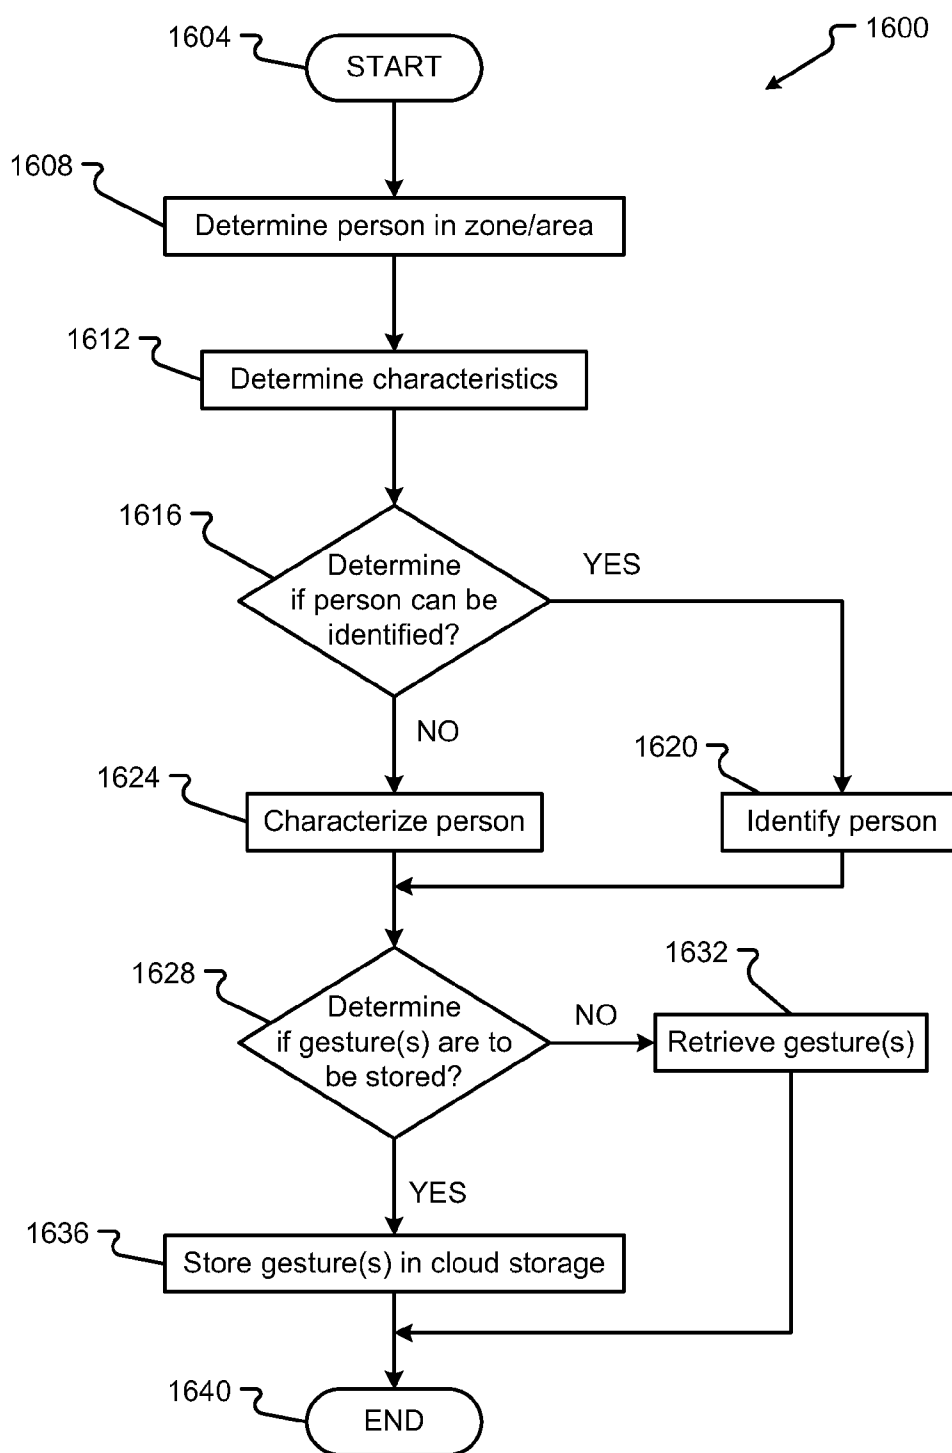 1600
1604
START
1608
Determine person in zone/area
1612
Determine characteristics
1616
Determine
if person can be
identified?
YES
NO
1624
Characterize person
1620
Identify person
1628
Determine
if gesture(s) are to
be stored?
NO
1632
Retrieve gesture(s)
YES
1636
Store gesture(s) in cloud storage
1640
END